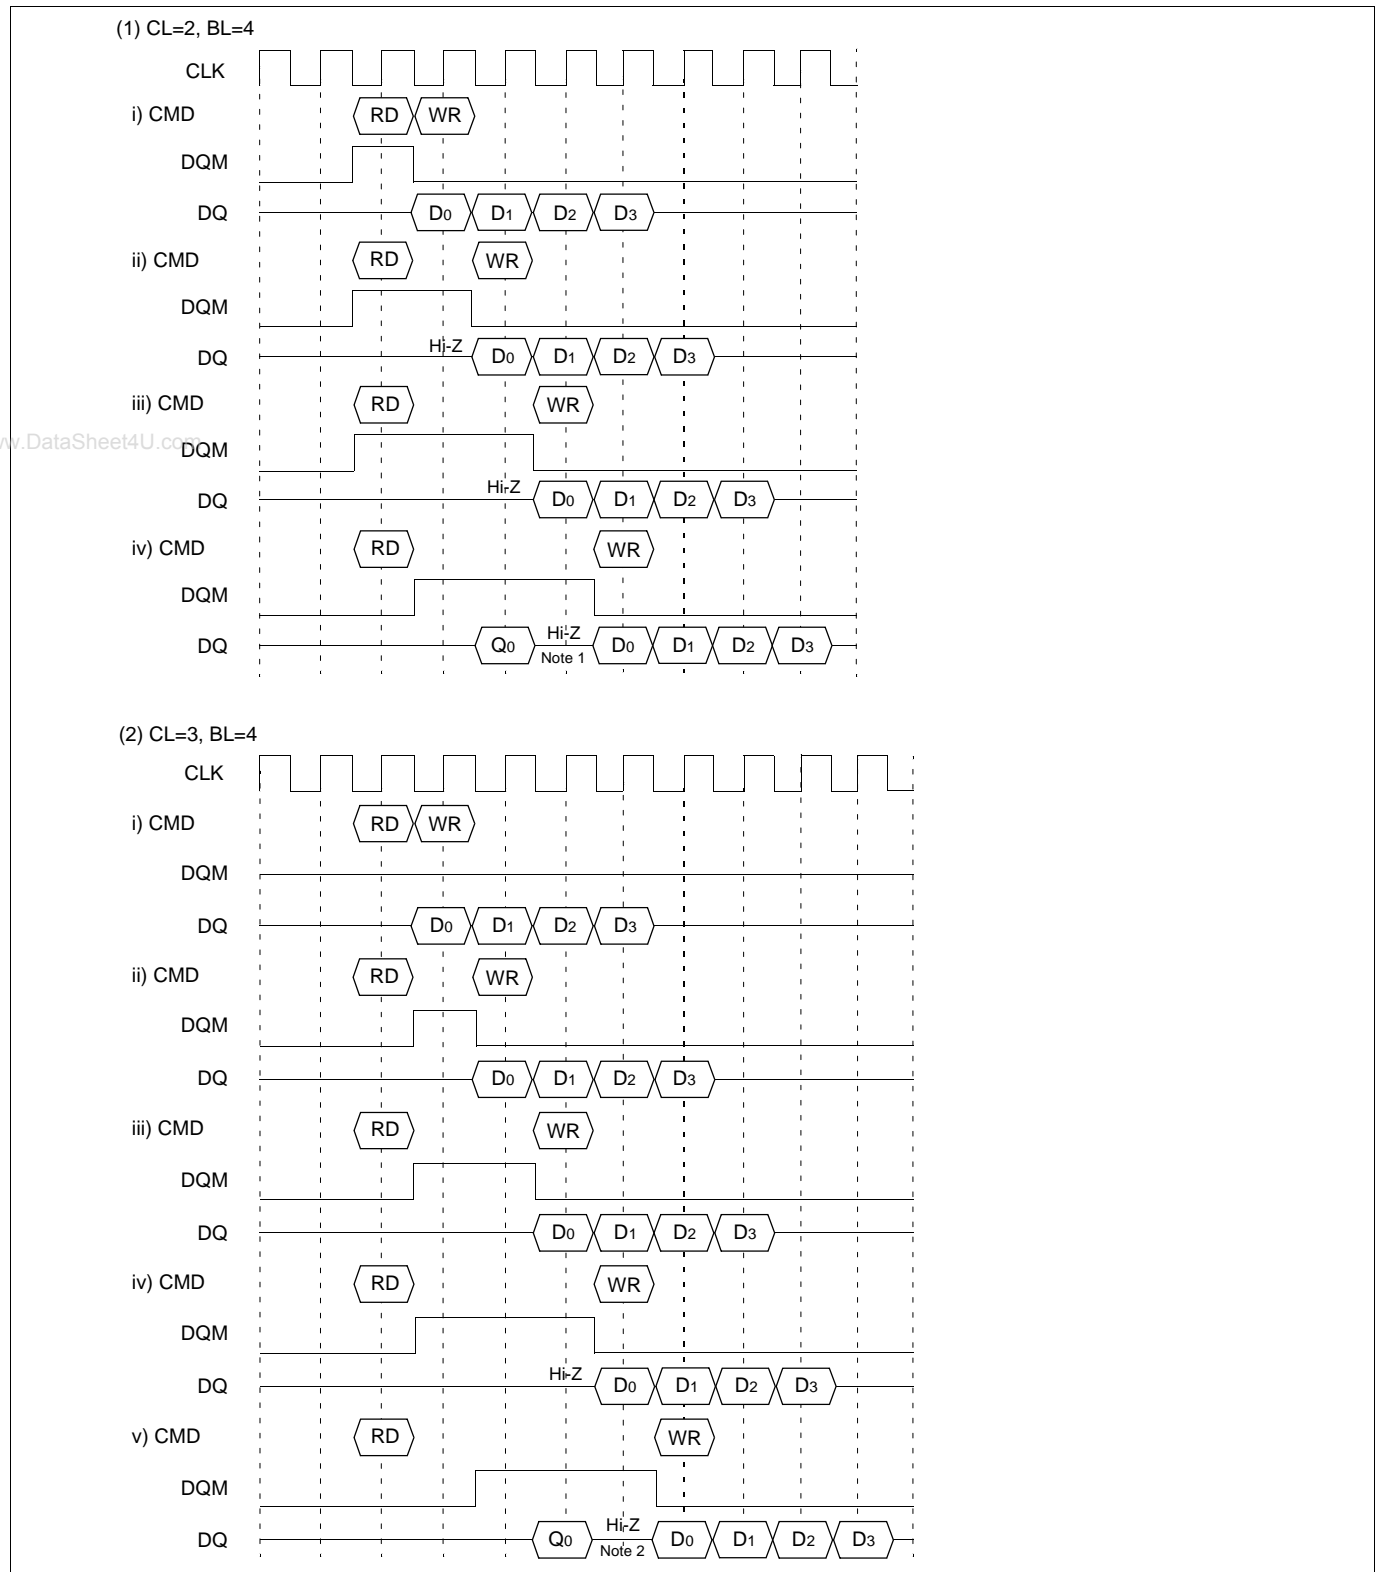 (1) CL=2, BL=4
CLK
i) CMD RD WR
DQM
DQ D0 D1 D2 D3
ii) CMD RD WR
DQM
DQ Hi-Z D0 D1 D2 D3
iii) CMD RD WR
w.DataSheet4U.com
DQM
DQ Hi-Z D0 D1 D2 D3
iv) CMD RD WR
DQM
DQ Q0 Hi-Z Note 1 D0 D1 D2 D3
(2) CL=3, BL=4
CLK
i) CMD RD WR
DQM
DQ D0 D1 D2 D3
ii) CMD RD WR
DQM
DQ D0 D1 D2 D3
iii) CMD RD WR
DQM
DQ D0 D1 D2 D3
iv) CMD RD WR
DQM
DQ Hi-Z D0 D1 D2 D3
v) CMD RD WR
DQM
DQ Q0 Hi-Z Note 2 D0 D1 D2 D3